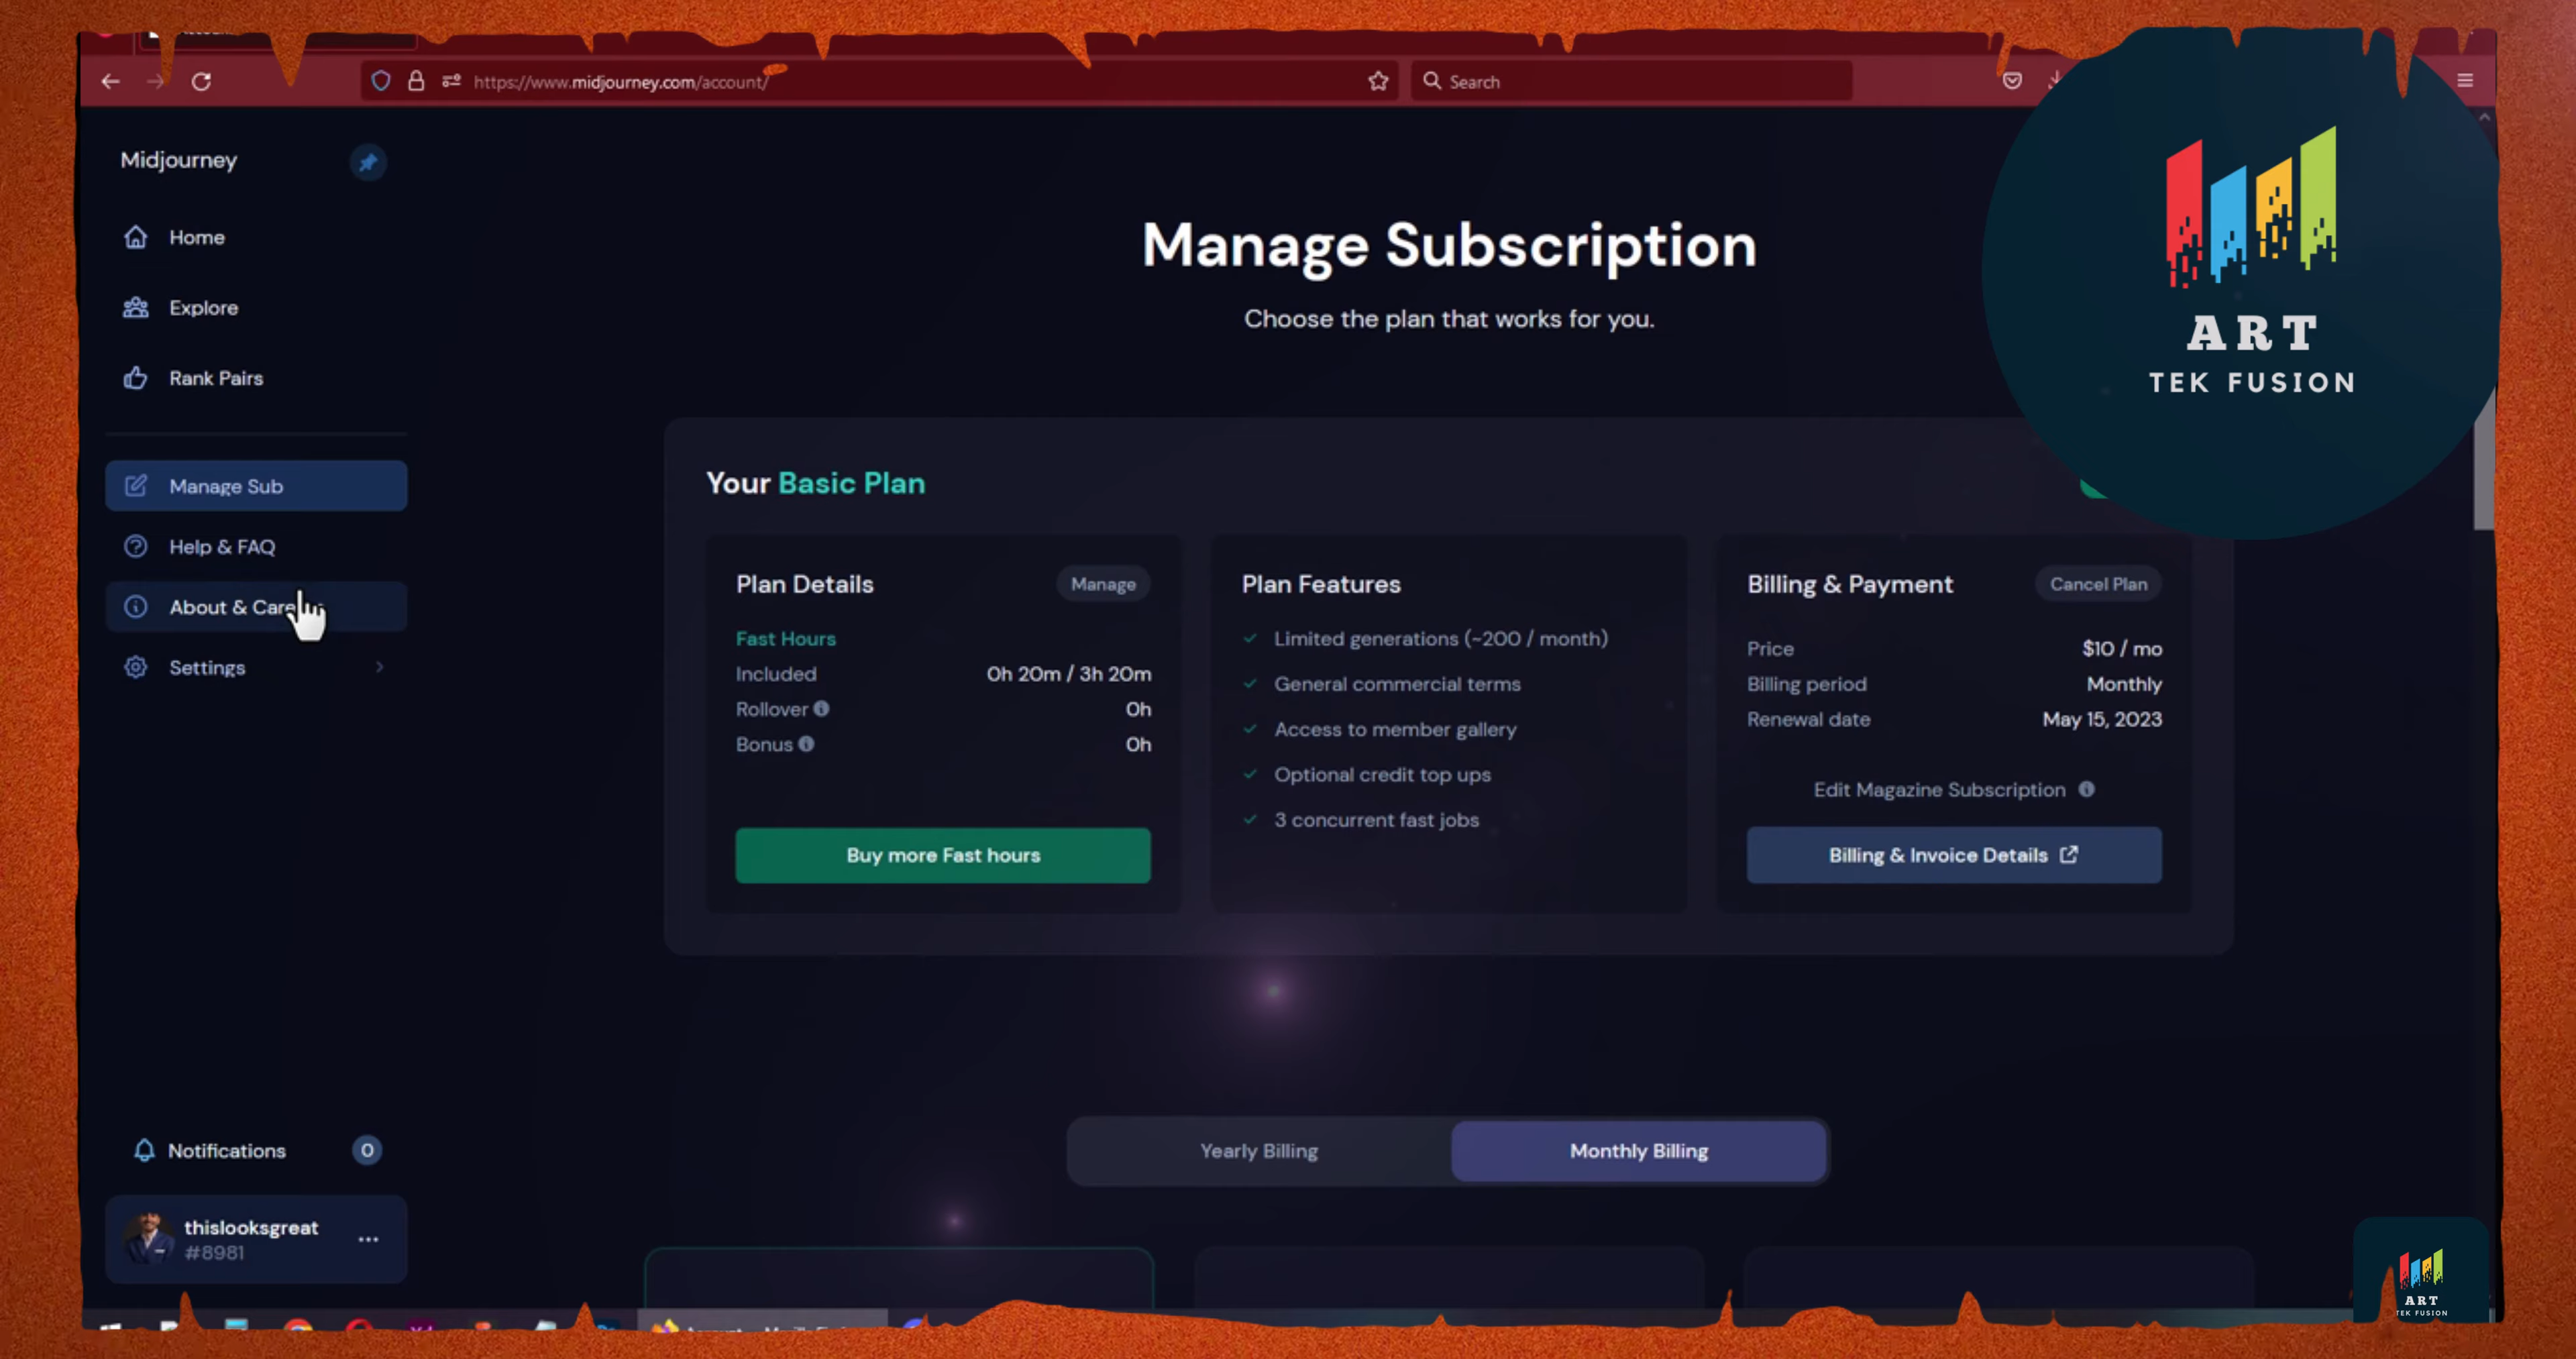 https://www.midjourney.com/account/
Search
Midjourney
Home
Explore
Rank Pairs
Manage Sub
Help & FAQ
About &
Settings
Notifications 0
thislooksgreat
#8981
Manage Subscription
Choose the plan that works for you.
Your Basic Plan
Plan Details Manage
Fast Hours
Included 0h 20m / 3h 20m
Rollover 0h
Bonus 0h
Buy more Fast hours
Plan Features
Limited generations (~200 / month)
General commercial terms
Access to member gallery
Optional credit top ups
3 concurrent fast jobs
Billing & Payment Cancel Plan
Price $10 / mo
Billing period Monthly
Renewal date May 15, 2023
Edit Magazine Subscription
Billing & Invoice Details
Yearly Billing Monthly Billing
ART
TEK FUSION
ART
TEK FUSION